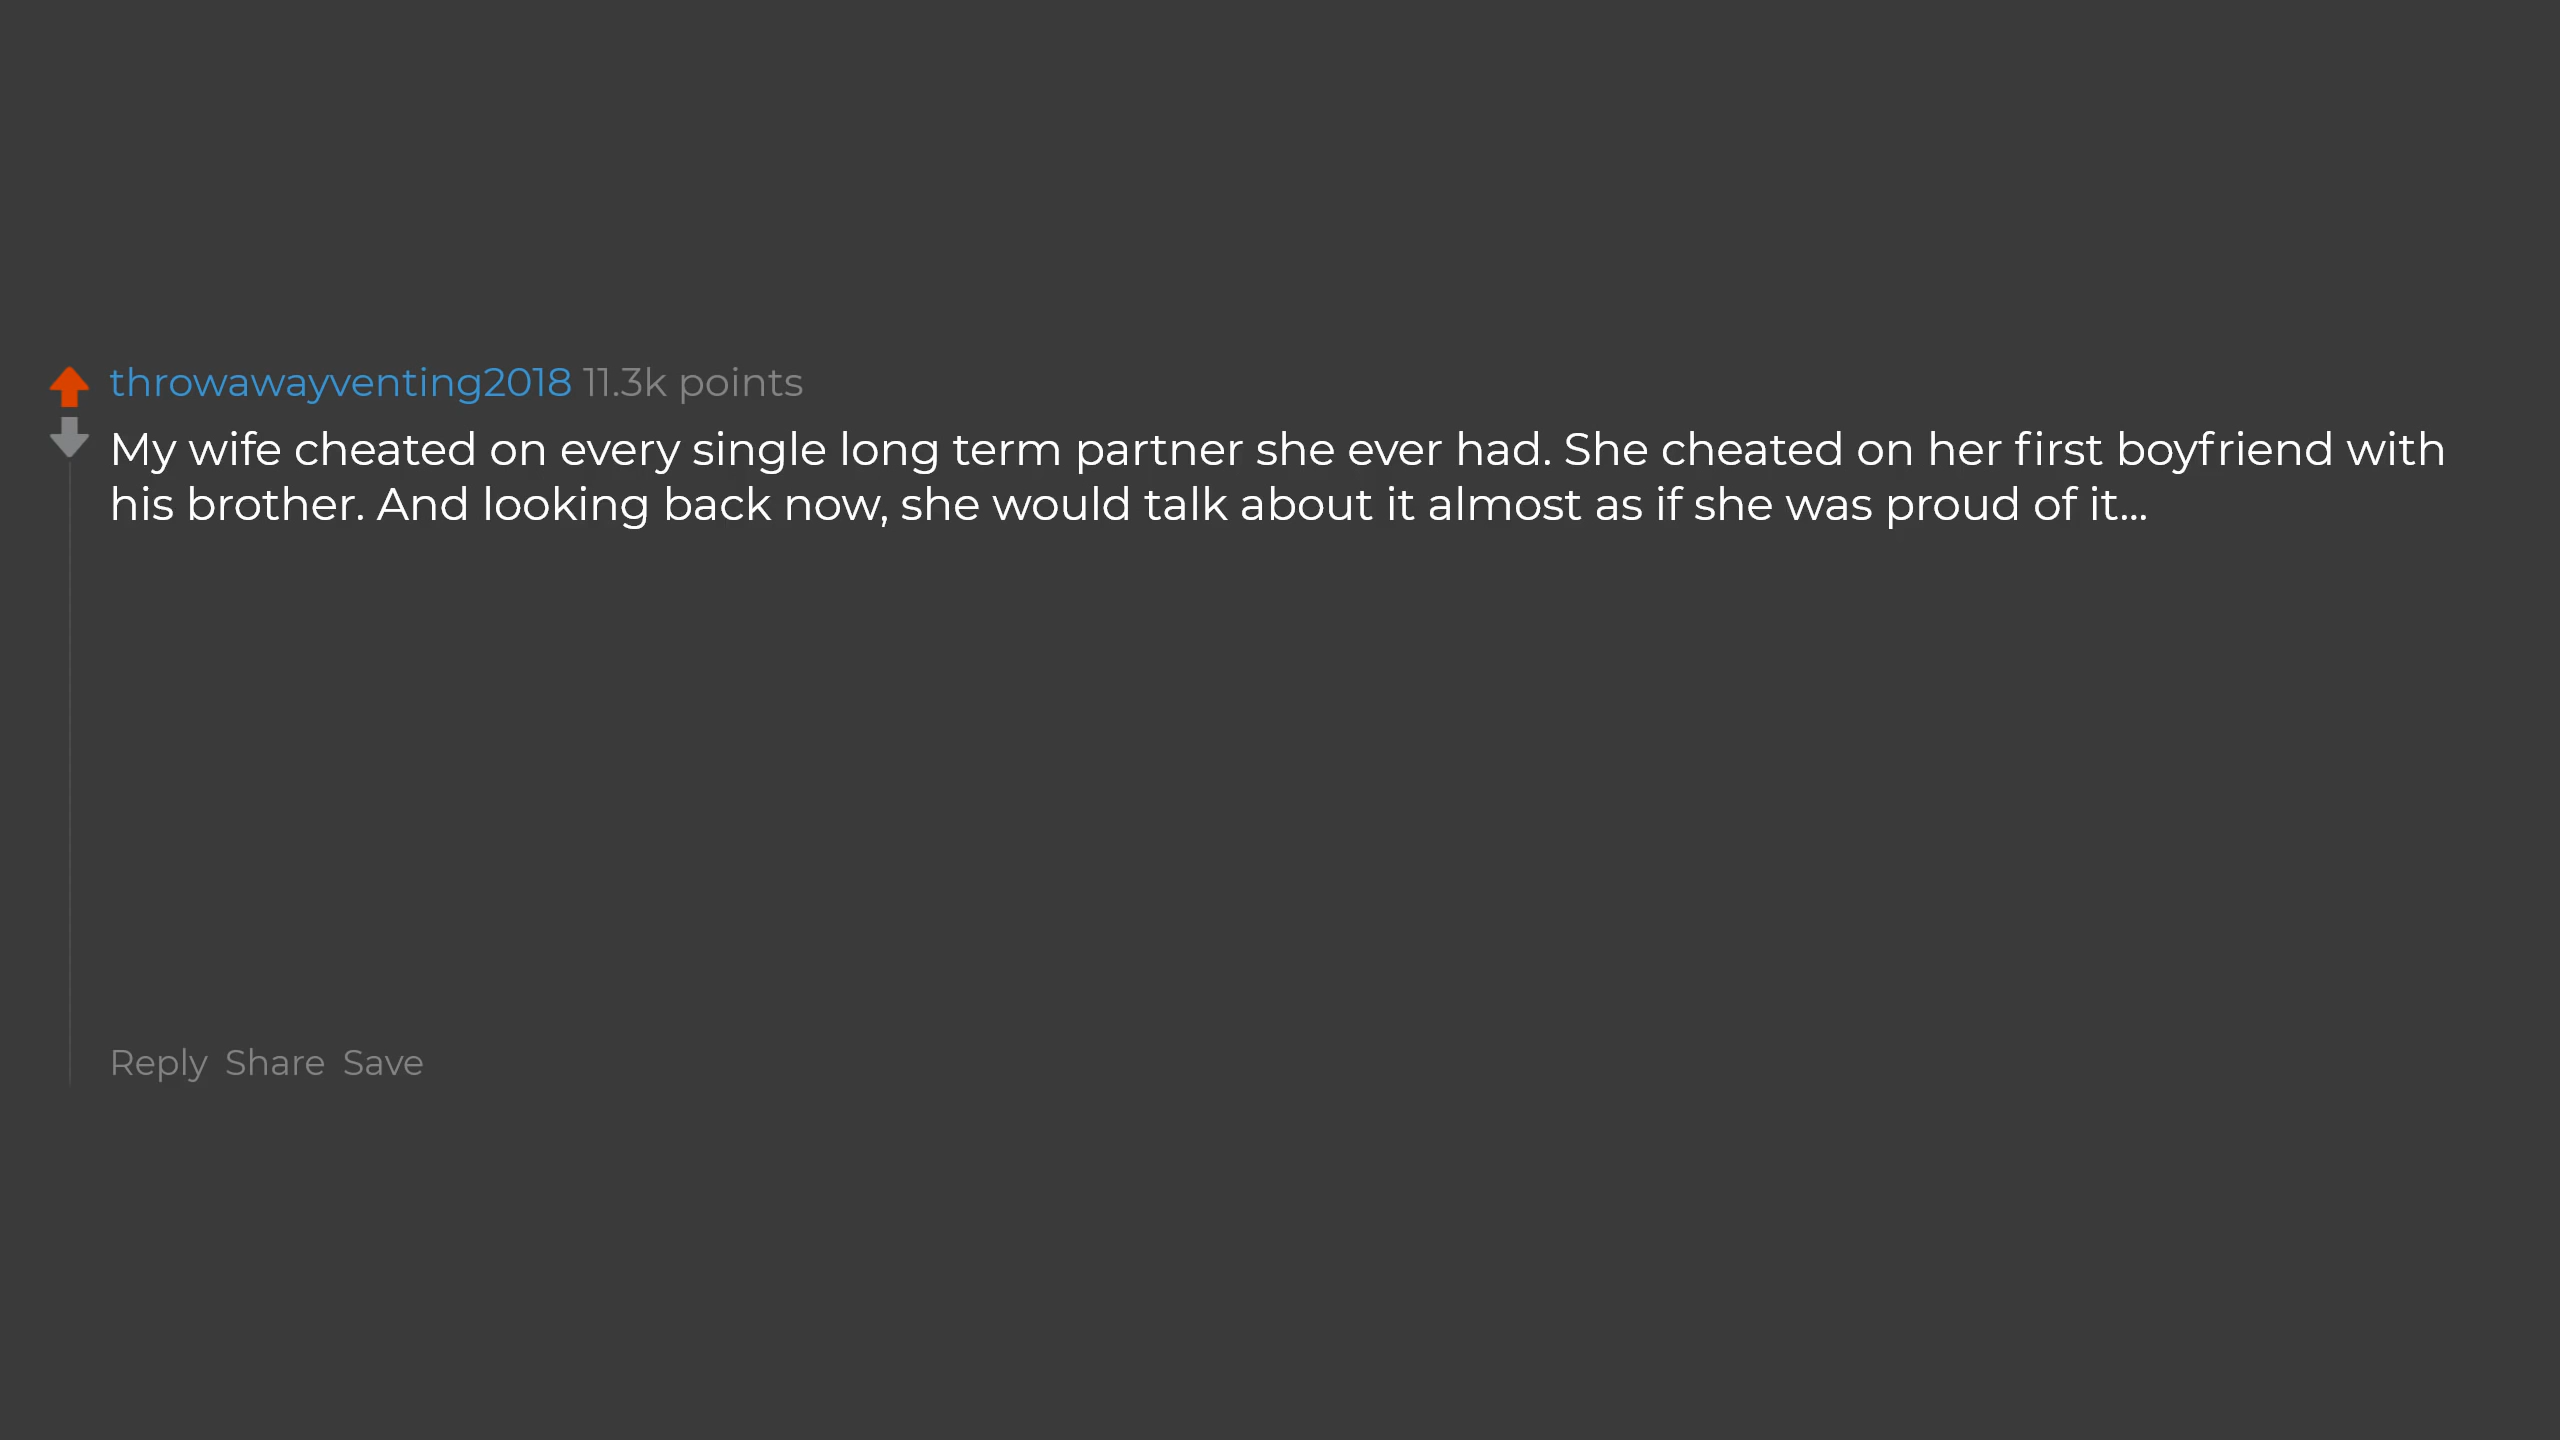 throwawayventing2018 11.3k points
My wife cheated on every single long term partner she ever had. She cheated on her first boyfriend with
his brother. And looking back now, she would talk about it almost as if she was proud of it...
Reply Share Save